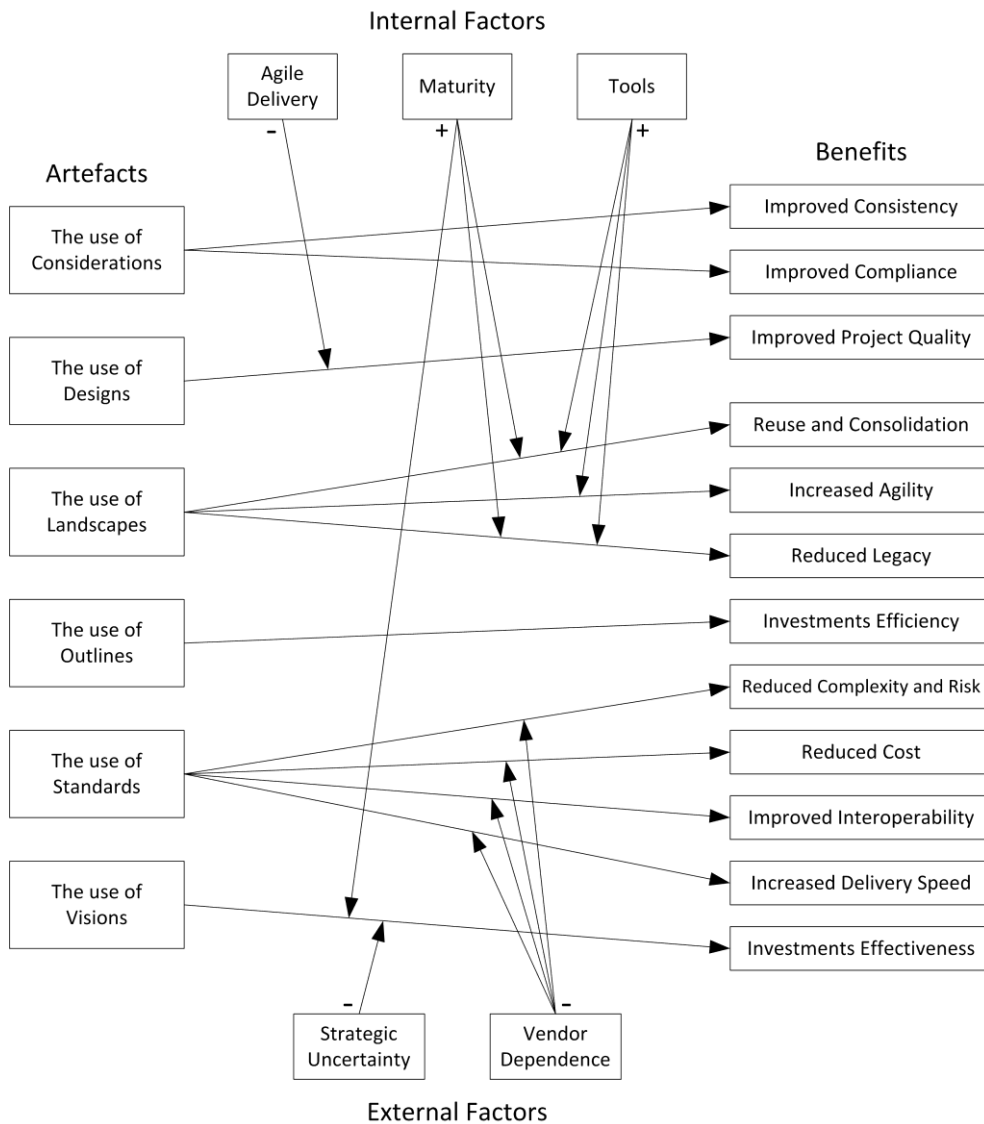 Internal Factors
Agile
Delivery
Maturity
Tools
-
+
+
Artefacts
Benefits
The use of
Considerations
The use of
Designs
The use of
Landscapes
The use of
Outlines
The use of
Standards
The use of
Visions
Improved Consistency
Improved Compliance
Improved Project Quality
Reuse and Consolidation
Increased Agility
Reduced Legacy
Investments Efficiency
Reduced Complexity and Risk
Reduced Cost
Improved Interoperability
Increased Delivery Speed
Investments Effectiveness
-
-
Strategic
Uncertainty
Vendor
Dependence
External Factors